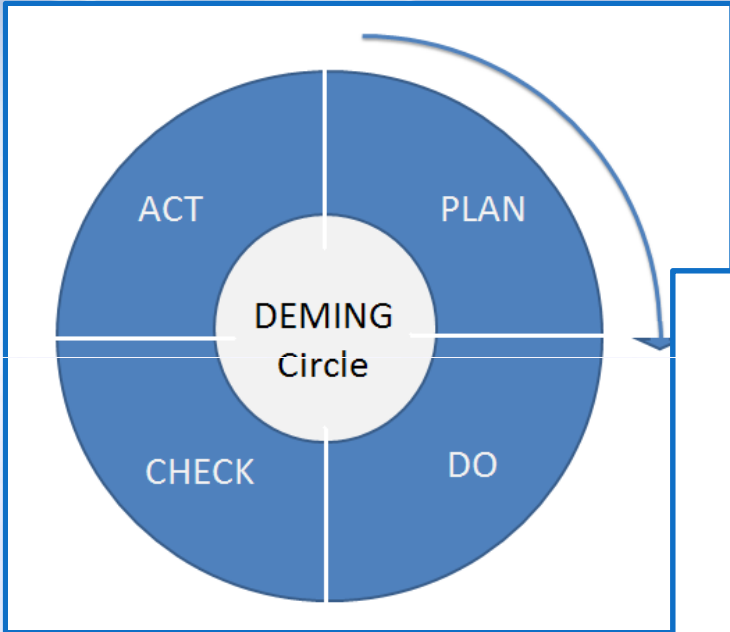 ACT
PLAN
DEMING
Circle
CHECK
DO